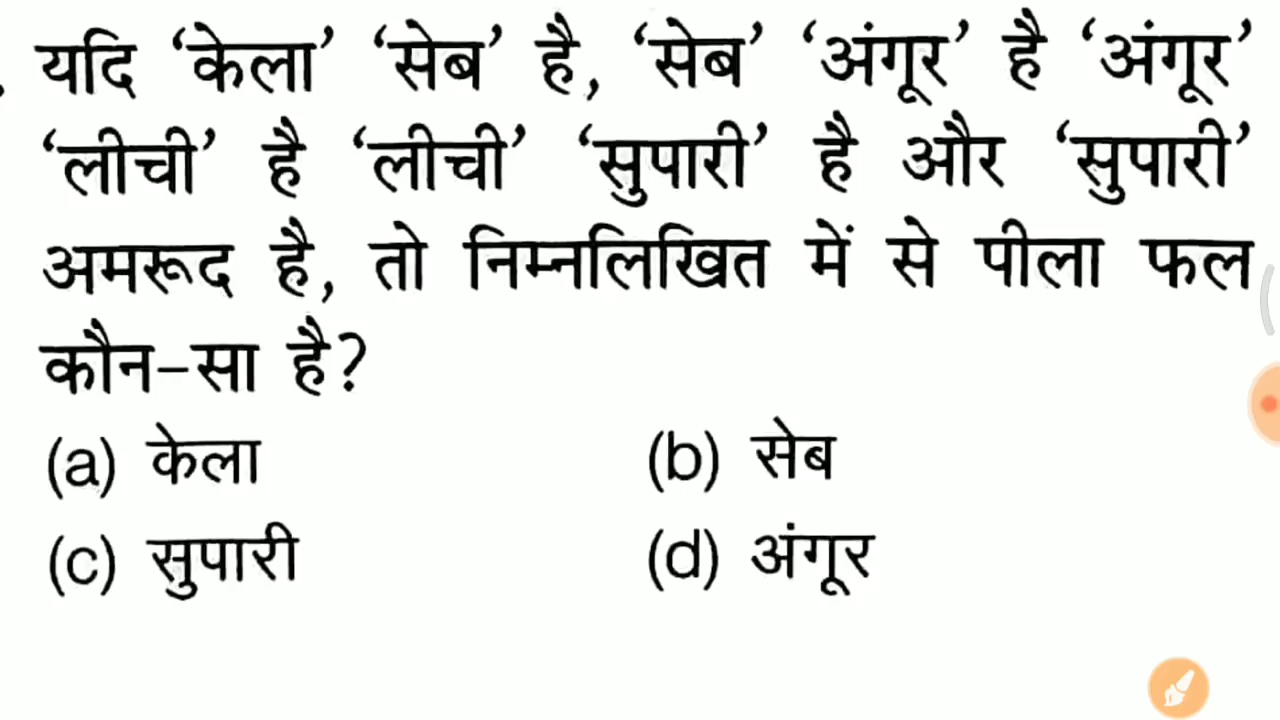 यदि ‘केला’ ‘सेब’ है, ‘सेब’ ‘अंगूर’ है ‘अंगूर’
‘लीची’ है ‘लीची’ ‘सुपारी’ है और ‘सुपारी’
अमरूद है, तो निम्नलिखित में से पीला फल
कौन-सा है?
(a) केला (b) सेब
(c) सुपारी (d) अंगूर